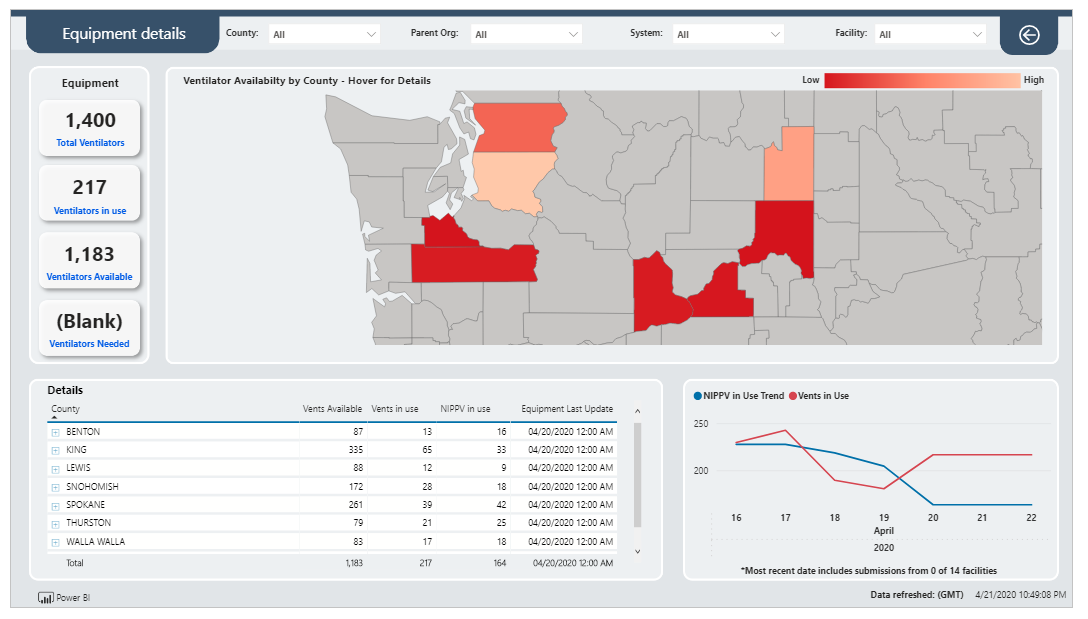 Equipment details
County: All
Parent Org: All
System: All
Facility: All
Equipment
1,400
Total Ventilators
217
Ventilators in use
1,183
Ventilators Available
(Blank)
Ventilators Needed
Ventilator Availabilty by County - Hover for Details
Low High
Details
County Vents Available Vents in use NIPPV in use Equipment Last Update
BENTON 87 13 16 04/20/2020 12:00 AM
KING 335 65 33 04/20/2020 12:00 AM
LEWIS 88 12 9 04/20/2020 12:00 AM
SNOHOMISH 172 28 18 04/20/2020 12:00 AM
SPOKANE 261 39 42 04/20/2020 12:00 AM
THURSTON 79 21 25 04/20/2020 12:00 AM
WALLA WALLA 83 17 18 04/20/2020 12:00 AM
Total 1,183 217 164 04/20/2020 12:00 AM
NIPPV in Use Trend Vents in Use
250
200
16 17 18 19 20 21 22
April
2020
*Most recent date includes submissions from 0 of 14 facilities
Power BI
Data refreshed: (GMT) 4/21/2020 10:49:08 PM